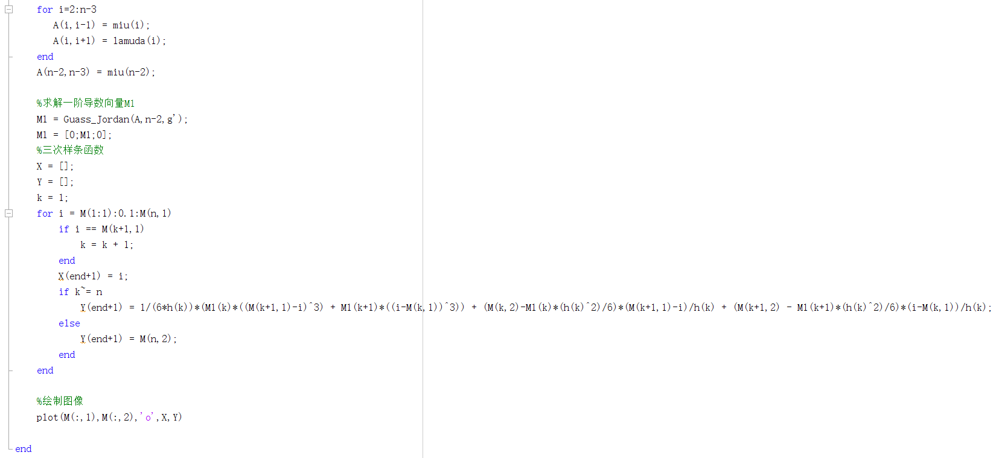 for i=2:n-3
A(i,i-1) = miu(i);
A(i,i+1) = lamuda(i);
end
A(n-2,n-3) = miu(n-2);
%求解一阶导数向量M1
M1 = Guass_Jordan(A,n-2,g');
M1 = [0;M1;0];
%三次样条函数
X = [];
Y = [];
k = 1;
for i = M(1:1):0.1:M(n,1)
if i == M(k+1,1)
k = k + 1;
end
X(end+1) = i;
if k~= n
Y(end+1) = 1/(6*h(k))*(M1(k)*((M(k+1,1)-i)^3) + M1(k+1)*((i-M(k,1))^3)) + (M(k,2)-M1(k)*(h(k)^2)/6)*(M(k+1,1)-i)/h(k) + (M(k+1,2) - M1(k+1)*(h(k)^2)/6)*(i-M(k,1))/h(k);
else
Y(end+1) = M(n,2);
end
end
%绘制图像
plot(M(:,1),M(:,2),'o',X,Y)
end